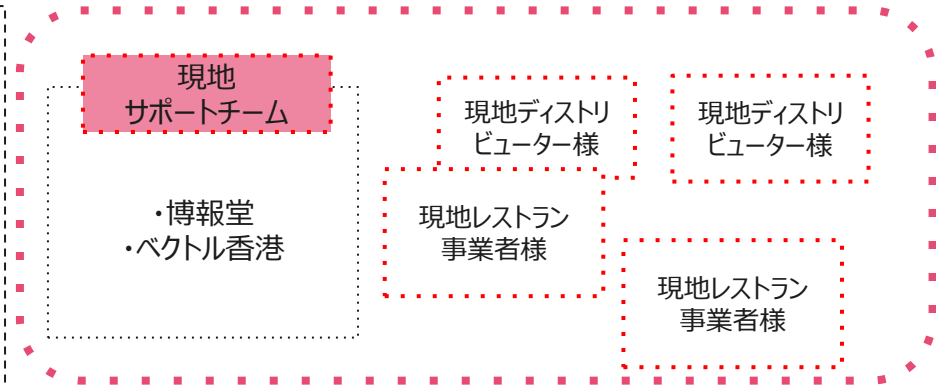 現地
サポートチーム
・博報堂
・ベクトル香港
現地ディストリ
ビューター様
現地ディストリ
ビューター様
現地レストラン
事業者様
現地レストラン
事業者様